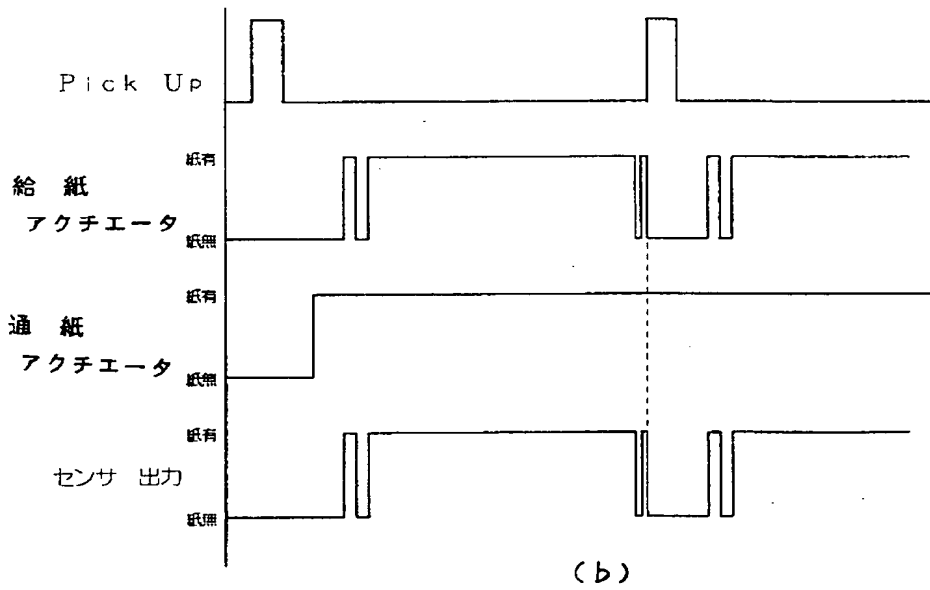 Pick Up
紙有
給 紙
アクチエータ
紙無
紙有
通 紙
アクチエータ
紙無
紙有
センサ 出力
紙無
(b)